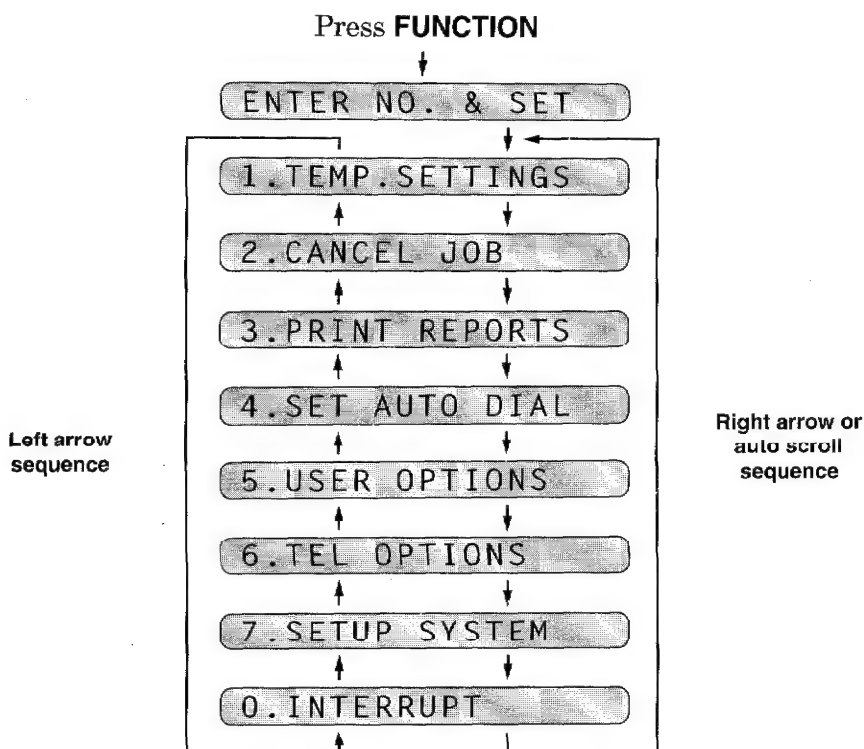 Press FUNCTION
ENTER NO. & SET
1.TEMP.SETTINGS
2.CANCEL JOB
3.PRINT REPORTS
4.SET AUTO DIAL
5.USER OPTIONS
6.TEL OPTIONS
7.SETUP SYSTEM
0.INTERRUPT
Left arrow
sequence
Right arrow or
auto scroll
sequence